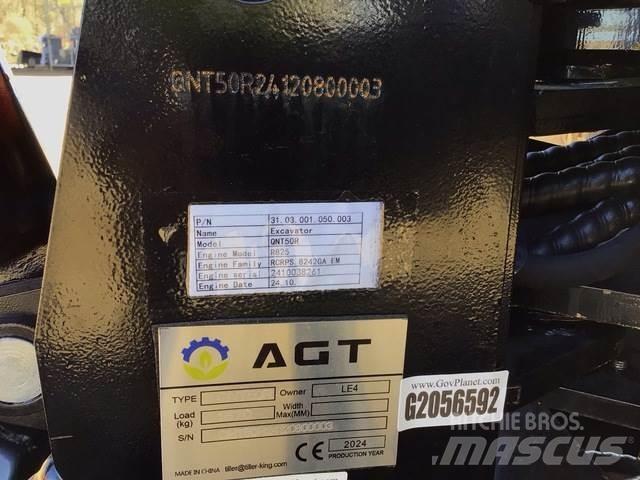 QNT50R24120800003
P/N 31.03.001.050.003
Name Excavator
Model QNT50R
Engine Model R825
Engine Family RCRPS.8242GA EM
Engine serial 2410038261
Engine Date 24.10.
AGT
TYPE Owner LE4
Load (kg) Width Max(MM)
S/N
CE 2024
PRODUCTION YEAR
MADE IN CHINA tiller@tiller-king.com
www.GovPlanet.com
G2056592
RITCHIE BROS.
MASCUS